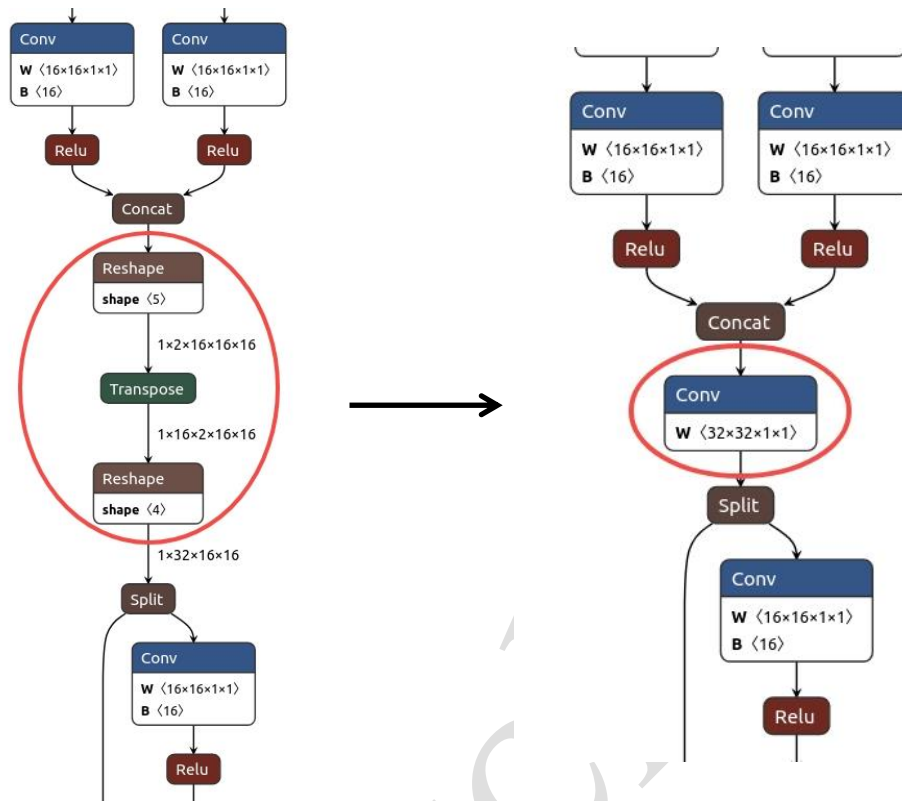 Conv
W 〈16×16×1×1〉
B 〈16〉
Conv
W 〈16×16×1×1〉
B 〈16〉
Relu
Relu
Concat
Reshape
shape 〈5〉
1×2×16×16×16
Transpose
1×16×2×16×16
Reshape
shape 〈4〉
1×32×16×16
Split
Conv
W 〈16×16×1×1〉
B 〈16〉
Relu
Conv
W 〈16×16×1×1〉
B 〈16〉
Conv
W 〈16×16×1×1〉
B 〈16〉
Relu
Relu
Concat
Conv
W 〈32×32×1×1〉
Split
Conv
W 〈16×16×1×1〉
B 〈16〉
Relu